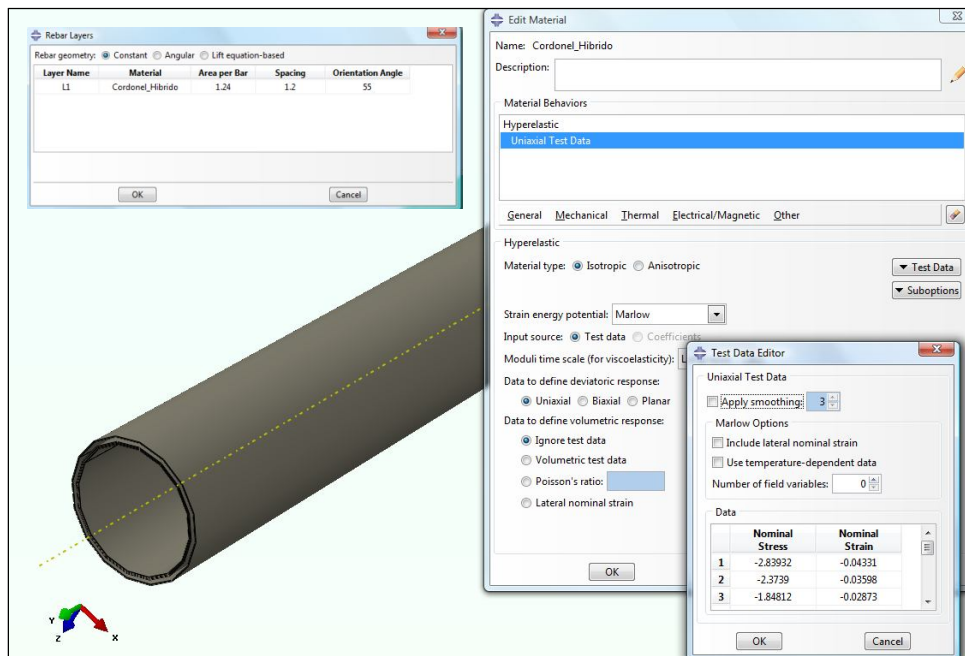 Rebar Layers
Rebar geometry: Constant Angular Lift equation-based
Layer Name Material Area per Bar Spacing Orientation Angle
L1 Cordonel_Hibrido 1.24 1.2 55
OK Cancel
Edit Material
Name: Cordonel_Hibrido
Description:
Material Behaviors
Hyperelastic
Uniaxial Test Data
General Mechanical Thermal Electrical/Magnetic Other
Hyperelastic
Material type: Isotropic Anisotropic
Test Data
Suboptions
Strain energy potential: Marlow
Input source: Test data Coefficients
Moduli time scale (for viscoelasticity): L
Data to define deviatoric response:
Uniaxial Biaxial Planar
Data to define volumetric response:
Ignore test data
Volumetric test data
Poisson's ratio:
Lateral nominal strain
OK
Test Data Editor
Uniaxial Test Data
Apply smoothing: 3
Marlow Options
Include lateral nominal strain
Use temperature-dependent data
Number of field variables: 0
Data
Nominal Stress Nominal Strain
1 -2.83932 -0.04331
2 -2.3739 -0.03598
3 -1.84812 -0.02873
OK Cancel
Y
Z
X